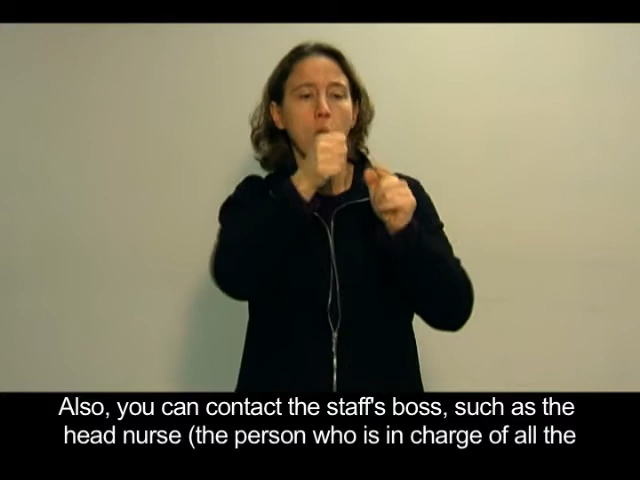 Also, you can contact the staff's boss, such as the
head nurse (the person who is in charge of all the